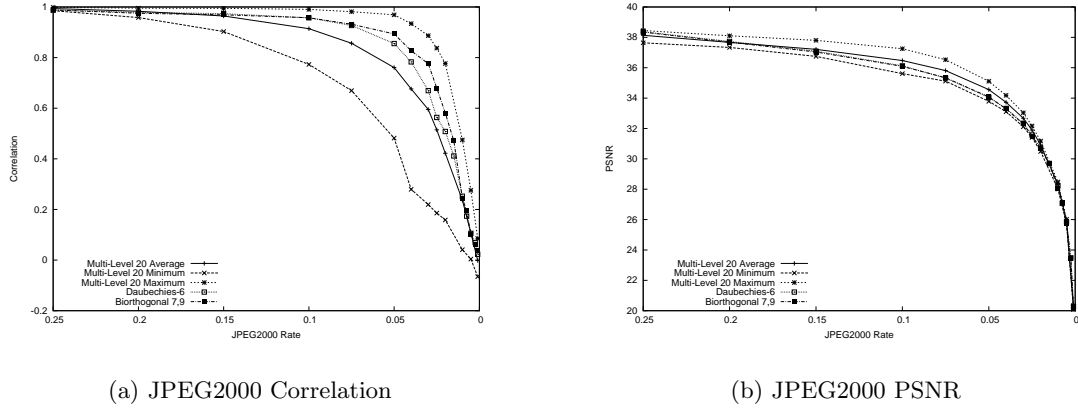 1
0.8
0.6
0.4
0.2
0
-0.2
Correlation
Multi-Level 20 Average
Multi-Level 20 Minimum
Multi-Level 20 Maximum
Daubechies-6
Biorthogonal 7,9
0.25
0.2
0.15
0.1
0.05
0
JPEG2000 Rate
(a) JPEG2000 Correlation
40
38
36
34
32
30
28
26
24
22
20
PSNR
Multi-Level 20 Average
Multi-Level 20 Minimum
Multi-Level 20 Maximum
Daubechies-6
Biorthogonal 7,9
0.25
0.2
0.15
0.1
0.05
0
JPEG2000 Rate
(b) JPEG2000 PSNR